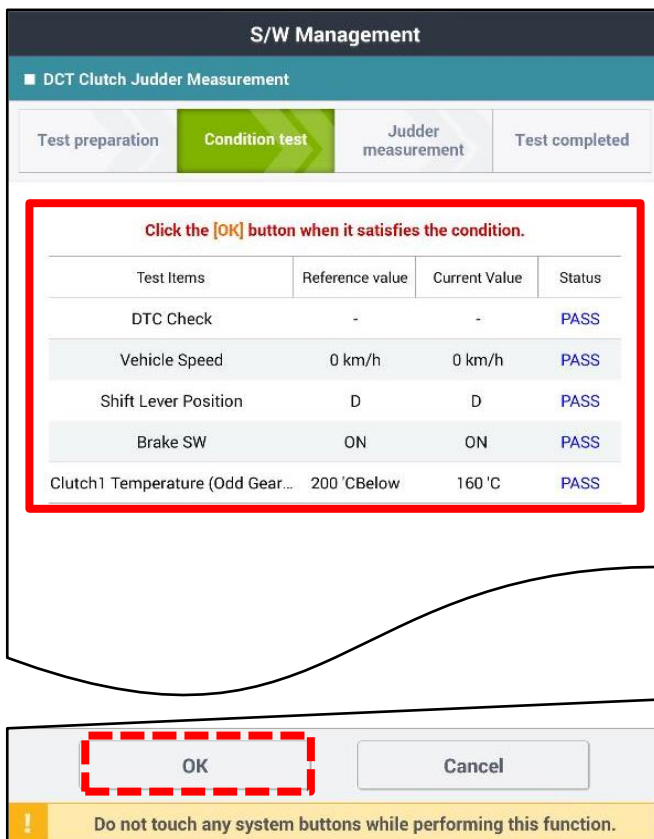 S/W Management
■ DCT Clutch Judder Measurement
Test preparation Condition test Judder measurement Test completed
Click the [OK] button when it satisfies the condition.
Test Items Reference value Current Value Status
DTC Check - - PASS
Vehicle Speed 0 km/h 0 km/h PASS
Shift Lever Position D D PASS
Brake SW ON ON PASS
Clutch1 Temperature (Odd Gear... 200 'CBelow 160 'C PASS
OK Cancel
! Do not touch any system buttons while performing this function.